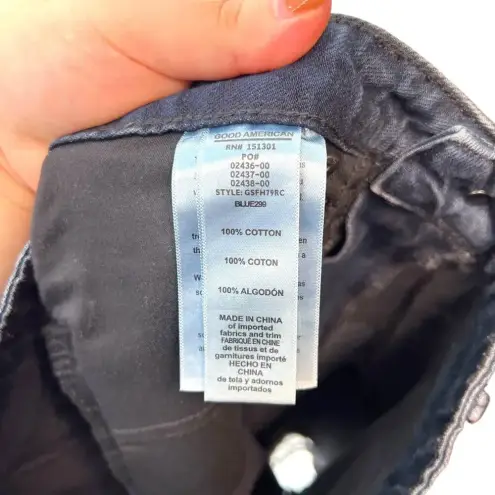 GOOD AMERICAN
RN# 151301
PO#
02436-00
02437-00
02438-00
STYLE: GSFH79RC
BLUE299
100% COTTON
100% COTON
100% ALGODÓN
MADE IN CHINA
of imported
fabrics and trim
FABRIQUÉ EN CHINE
de tissus et de
garnitures importé
HECHO EN
CHINA
de tela y adornos
importados